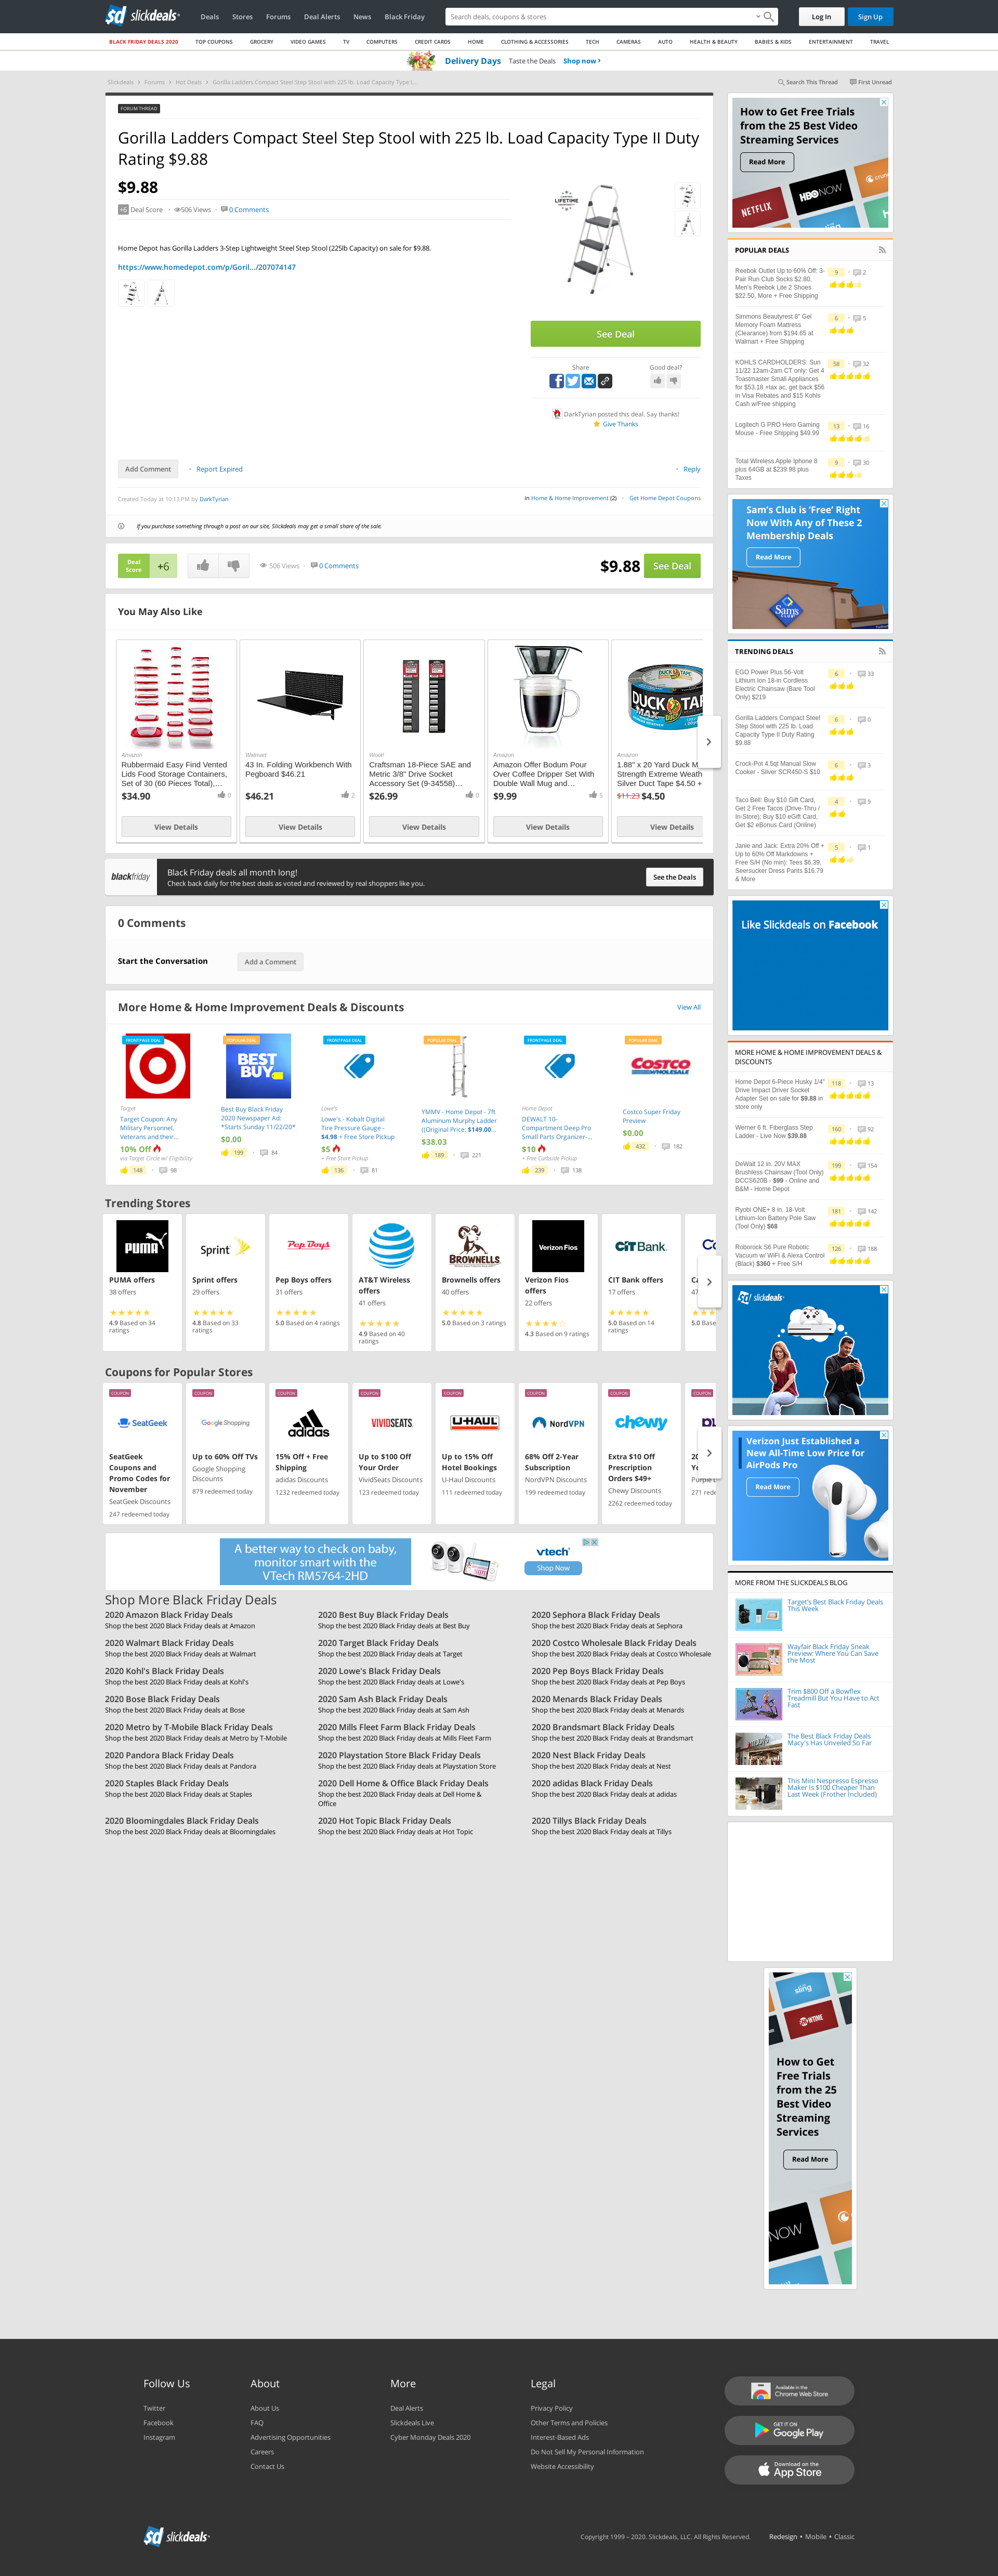 slickdeals
Deals
Stores
Forums
Deal Alerts
News
Black Friday
Search deals, coupons & stores
Log In
Sign Up
BLACK FRIDAY DEALS 2020
TOP COUPONS
GROCERY
VIDEO GAMES
TV
COMPUTERS
CREDIT CARDS
HOME
CLOTHING & ACCESSORIES
TECH
CAMERAS
AUTO
HEALTH & BEAUTY
BABIES & KIDS
ENTERTAINMENT
TRAVEL
Delivery Days Taste the Deals Shop now ›
Slickdeals › Forums › Hot Deals › Gorilla Ladders Compact Steel Step Stool with 225 lb. Load Capacity Type I...
Search This Thread
First Unread
FORUM THREAD
Gorilla Ladders Compact Steel Step Stool with 225 lb. Load Capacity Type II Duty
Rating $9.88
$9.88
+6 Deal Score • 506 Views • 0 Comments
LIFETIME
Home Depot has Gorilla Ladders 3-Step Lightweight Steel Step Stool (225lb Capacity) on sale for $9.88.
https://www.homedepot.com/p/Goril.../207074147
See Deal
Share
Good deal?
DarkTyrian posted this deal. Say thanks!
Give Thanks
Add Comment
• Report Expired
• Reply
Created Today at 10:13 PM by DarkTyrian
in Home & Home Improvement (2) • Get Home Depot Coupons
If you purchase something through a post on our site, Slickdeals may get a small share of the sale.
Deal
Score
+6
506 Views • 0 Comments
$9.88
See Deal
You May Also Like
Amazon
Rubbermaid Easy Find Vented
Lids Food Storage Containers,
Set of 30 (60 Pieces Total),...
$34.90
0
View Details
Walmart
43 In. Folding Workbench With
Pegboard $46.21
$46.21
2
View Details
Woot!
Craftsman 18-Piece SAE and
Metric 3/8" Drive Socket
Accessory Set (9-34558)...
$26.99
0
View Details
Amazon
Amazon Offer Bodum Pour
Over Coffee Dripper Set With
Double Wall Mug and...
$9.99
5
View Details
DUCK TAPE
MAX
Amazon
1.88" x 20 Yard Duck M
Strength Extreme Weath
Silver Duct Tape $4.50 +
$11.23 $4.50
View Details
blackfriday
Black Friday deals all month long!
Check back daily for the best deals as voted and reviewed by real shoppers like you.
See the Deals
0 Comments
Start the Conversation
Add a Comment
More Home & Home Improvement Deals & Discounts
View All
FRONTPAGE DEAL
Target
Target Coupon: Any
Military Personnel,
Veterans and their...
10% Off
via Target Circle w/ Eligibility
148 • 98
POPULAR DEAL
BEST
BUY
Best Buy Black Friday
2020 Newspaper Ad:
*Starts Sunday 11/22/20*
$0.00
199 • 84
FRONTPAGE DEAL
Lowe's
Lowe's - Kobalt Digital
Tire Pressure Gauge -
$4.98 + Free Store Pickup
$5
+ Free Store Pickup
136 • 81
POPULAR DEAL
YMMV - Home Depot - 7ft
Aluminum Murphy Ladder
((Original Price: $149.00...
$38.03
189 • 221
FRONTPAGE DEAL
Home Depot
DEWALT 10-
Compartment Deep Pro
Small Parts Organizer-...
$10
+ Free Curbside Pickup
239 • 138
POPULAR DEAL
COSTCO
WHOLESALE
Costco Super Friday
Preview
$0.00
432 • 182
Trending Stores
PUMA
PUMA offers
38 offers
4.9 Based on 34
ratings
Sprint
Sprint offers
29 offers
4.8 Based on 33
ratings
Pep Boys
Pep Boys offers
31 offers
5.0 Based on 4 ratings
AT&T Wireless
offers
41 offers
4.9 Based on 40
ratings
BROWNELLS
Brownells offers
40 offers
5.0 Based on 3 ratings
Verizon Fios
Verizon Fios
offers
22 offers
4.3 Based on 9 ratings
CIT Bank
CIT Bank offers
17 offers
5.0 Based on 14
ratings
Ca
47
5.0 Base
Coupons for Popular Stores
COUPON
SeatGeek
SeatGeek
Coupons and
Promo Codes for
November
SeatGeek Discounts
247 redeemed today
COUPON
Google Shopping
Up to 60% Off TVs
Google Shopping
Discounts
879 redeemed today
COUPON
adidas
15% Off + Free
Shipping
adidas Discounts
1232 redeemed today
COUPON
VIVIDSEATS
Up to $100 Off
Your Order
VividSeats Discounts
123 redeemed today
COUPON
U-HAUL
Up to 15% Off
Hotel Bookings
U-Haul Discounts
111 redeemed today
COUPON
NordVPN
68% Off 2-Year
Subscription
NordVPN Discounts
199 redeemed today
COUPON
chewy
Extra $10 Off
Prescription
Orders $49+
Chewy Discounts
2262 redeemed today
COUPON
20
Yo
Purple
271 rede
A better way to check on baby,
monitor smart with the
VTech RM5764-2HD
vtech
Shop Now
Shop More Black Friday Deals
2020 Amazon Black Friday Deals
Shop the best 2020 Black Friday deals at Amazon
2020 Best Buy Black Friday Deals
Shop the best 2020 Black Friday deals at Best Buy
2020 Sephora Black Friday Deals
Shop the best 2020 Black Friday deals at Sephora
2020 Walmart Black Friday Deals
Shop the best 2020 Black Friday deals at Walmart
2020 Target Black Friday Deals
Shop the best 2020 Black Friday deals at Target
2020 Costco Wholesale Black Friday Deals
Shop the best 2020 Black Friday deals at Costco Wholesale
2020 Kohl's Black Friday Deals
Shop the best 2020 Black Friday deals at Kohl's
2020 Lowe's Black Friday Deals
Shop the best 2020 Black Friday deals at Lowe's
2020 Pep Boys Black Friday Deals
Shop the best 2020 Black Friday deals at Pep Boys
2020 Bose Black Friday Deals
Shop the best 2020 Black Friday deals at Bose
2020 Sam Ash Black Friday Deals
Shop the best 2020 Black Friday deals at Sam Ash
2020 Menards Black Friday Deals
Shop the best 2020 Black Friday deals at Menards
2020 Metro by T-Mobile Black Friday Deals
Shop the best 2020 Black Friday deals at Metro by T-Mobile
2020 Mills Fleet Farm Black Friday Deals
Shop the best 2020 Black Friday deals at Mills Fleet Farm
2020 Brandsmart Black Friday Deals
Shop the best 2020 Black Friday deals at Brandsmart
2020 Pandora Black Friday Deals
Shop the best 2020 Black Friday deals at Pandora
2020 Playstation Store Black Friday Deals
Shop the best 2020 Black Friday deals at Playstation Store
2020 Nest Black Friday Deals
Shop the best 2020 Black Friday deals at Nest
2020 Staples Black Friday Deals
Shop the best 2020 Black Friday deals at Staples
2020 Dell Home & Office Black Friday Deals
Shop the best 2020 Black Friday deals at Dell Home &
Office
2020 adidas Black Friday Deals
Shop the best 2020 Black Friday deals at adidas
2020 Bloomingdales Black Friday Deals
Shop the best 2020 Black Friday deals at Bloomingdales
2020 Hot Topic Black Friday Deals
Shop the best 2020 Black Friday deals at Hot Topic
2020 Tillys Black Friday Deals
Shop the best 2020 Black Friday deals at Tillys
How to Get Free Trials
from the 25 Best Video
Streaming Services
Read More
NETFLIX
HBO NOW
POPULAR DEALS
Reebok Outlet Up to 60% Off: 3-
Pair Run Club Socks $2.80,
Men's Reebok Lite 2 Shoes
$22.50, More + Free Shipping
9 • 2
Simmons Beautyrest 8" Gel
Memory Foam Mattress
(Clearance) from $194.65 at
Walmart + Free Shipping
6 • 5
KOHLS CARDHOLDERS: Sun
11/22 12am-2am CT only: Get 4
Toastmaster Small Appliances
for $53.18 +tax ac, get back $56
in Visa Rebates and $15 Kohls
Cash w/Free shipping
58 • 32
Logitech G PRO Hero Gaming
Mouse - Free Shipping $49.99
13 • 16
Total Wireless Apple Iphone 8
plus 64GB at $239.98 plus
Taxes
9 • 30
Sam's Club is 'Free' Right
Now With Any of These 2
Membership Deals
Read More
Sams
CLUB
TRENDING DEALS
EGO Power Plus 56-Volt
Lithium Ion 18-in Cordless
Electric Chainsaw (Bare Tool
Only) $219
6 • 33
Gorilla Ladders Compact Steel
Step Stool with 225 lb. Load
Capacity Type II Duty Rating
$9.88
6 • 0
Crock-Pot 4.5qt Manual Slow
Cooker - Silver SCR450-S $10
6 • 3
Taco Bell: Buy $10 Gift Card,
Get 2 Free Tacos (Drive-Thru /
In-Store); Buy $10 eGift Card,
Get $2 eBonus Card (Online)
4 • 9
Janie and Jack: Extra 20% Off +
Up to 60% Off Markdowns +
Free S/H (No min): Tees $6.39,
Seersucker Dress Pants $16.79
& More
5 • 1
Like Slickdeals on Facebook
MORE HOME & HOME IMPROVEMENT DEALS &
DISCOUNTS
Home Depot 6-Piece Husky 1/4"
Drive Impact Driver Socket
Adapter Set on sale for $9.88 in
store only
118 • 13
Werner 6 ft. Fiberglass Step
Ladder - Live Now $39.88
160 • 92
DeWalt 12 in. 20V MAX
Brushless Chainsaw (Tool Only)
DCCS620B - $99 - Online and
B&M - Home Depot
199 • 154
Ryobi ONE+ 8 in. 18-Volt
Lithium-Ion Battery Pole Saw
(Tool Only) $68
181 • 142
Roborock S6 Pure Robotic
Vacuum w/ WiFi & Alexa Control
(Black) $360 + Free S/H
126 • 188
slickdeals
Verizon Just Established a
New All-Time Low Price for
AirPods Pro
Read More
MORE FROM THE SLICKDEALS BLOG
Target's Best Black Friday Deals
This Week
Wayfair Black Friday Sneak
Preview: Where You Can Save
the Most
Trim $800 Off a Bowflex
Treadmill But You Have to Act
Fast
The Best Black Friday Deals
Macy's Has Unveiled So Far
This Mini Nespresso Espresso
Maker Is $100 Cheaper Than
Last Week (Frother Included)
sling
SHOWTIME
How to Get
Free Trials
from the 25
Best Video
Streaming
Services
Read More
NOW
Follow Us
Twitter
Facebook
Instagram
About
About Us
FAQ
Advertising Opportunities
Careers
Contact Us
More
Deal Alerts
Slickdeals Live
Cyber Monday Deals 2020
Legal
Privacy Policy
Other Terms and Policies
Interest-Based Ads
Do Not Sell My Personal Information
Website Accessibility
Available in the
Chrome Web Store
GET IT ON
Google Play
Download on the
App Store
slickdeals
Copyright 1999 – 2020. Slickdeals, LLC. All Rights Reserved.
Redesign • Mobile • Classic